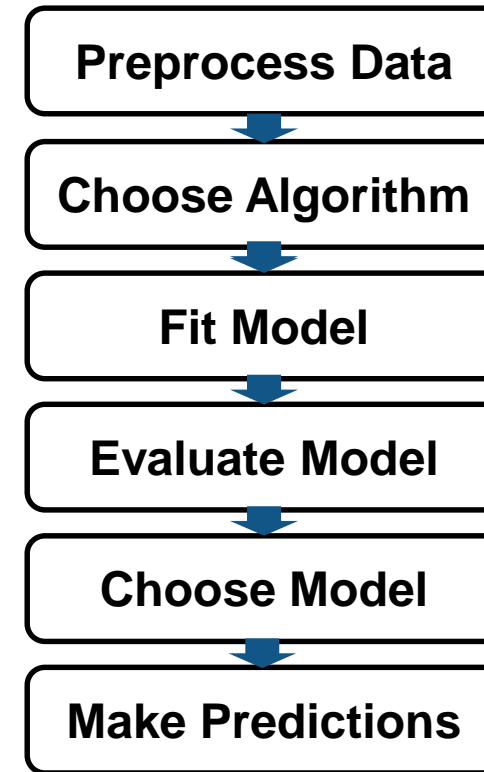 Preprocess Data
Choose Algorithm
Fit Model
Evaluate Model
Choose Model
Make Predictions